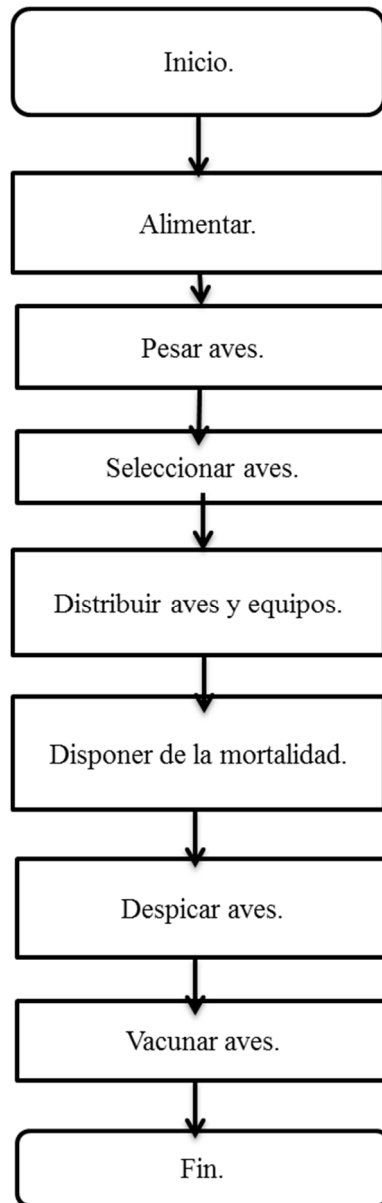 Inicio.
Alimentar.
Pesar aves.
Seleccionar aves.
Distribuir aves y equipos.
Disponer de la mortalidad.
Despicar aves.
Vacunar aves.
Fin.